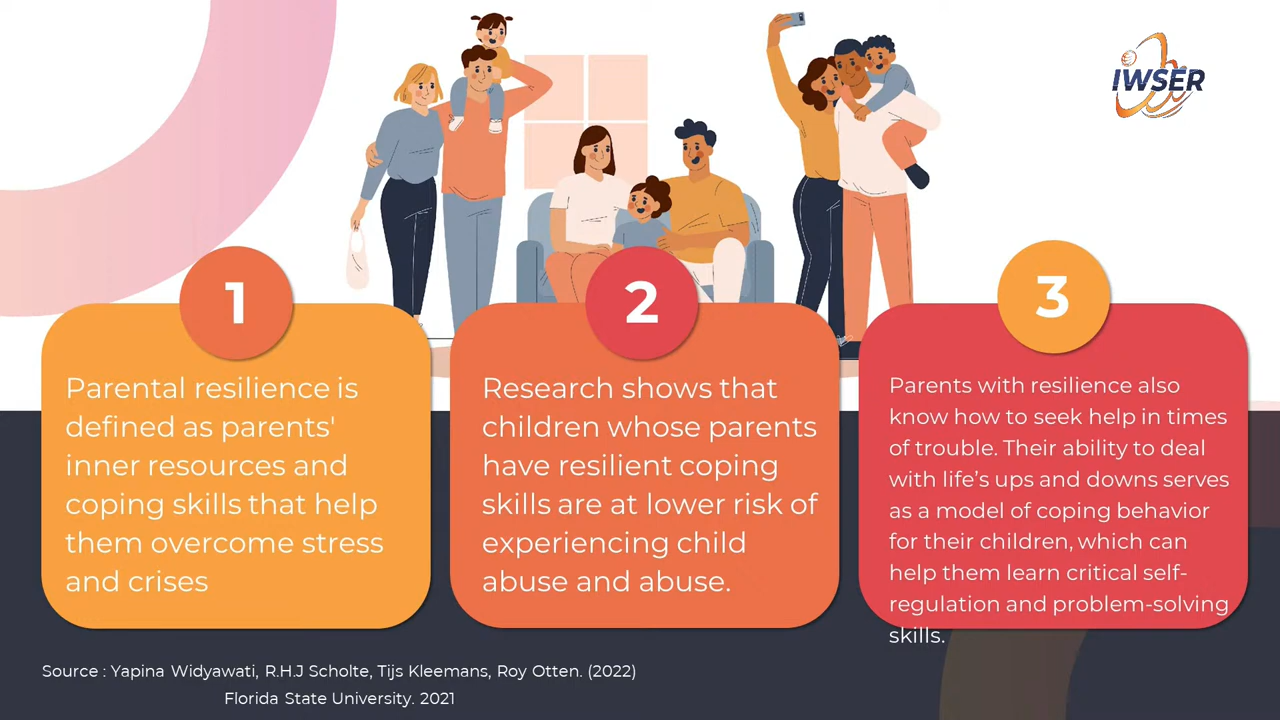 IWSER
1
Parental resilience is
defined as parents'
inner resources and
coping skills that help
them overcome stress
and crises
2
Research shows that
children whose parents
have resilient coping
skills are at lower risk of
experiencing child
abuse and abuse.
3
Parents with resilience also
know how to seek help in times
of trouble. Their ability to deal
with life’s ups and downs serves
as a model of coping behavior
for their children, which can
help them learn critical self-
regulation and problem-solving
skills.
Source : Yapina Widyawati, R.H.J Scholte, Tijs Kleemans, Roy Otten. (2022)
Florida State University. 2021